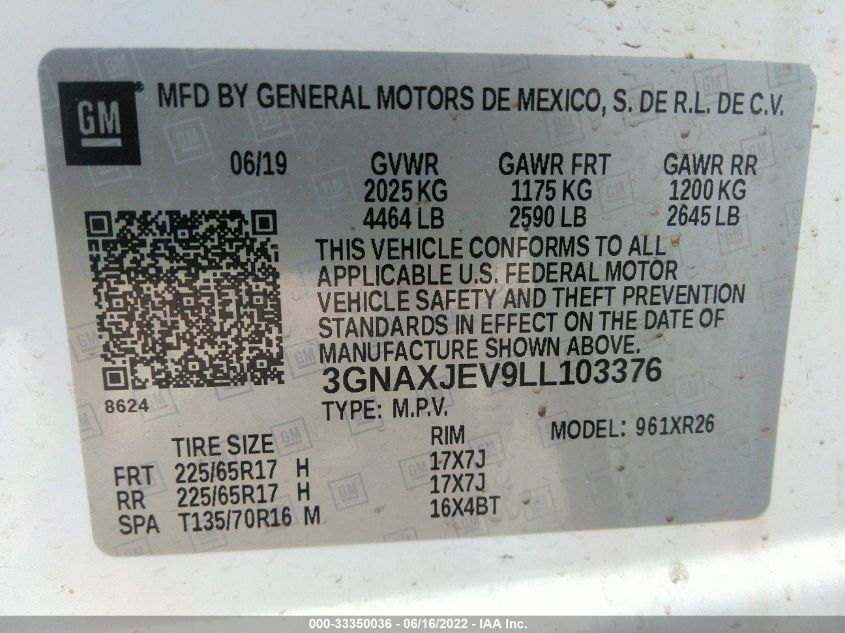 GM
MFD BY GENERAL MOTORS DE MEXICO, S. DE R.L. DE C.V.
06/19 GVWR GAWR FRT GAWR RR
2025 KG 1175 KG 1200 KG
4464 LB 2590 LB 2645 LB
THIS VEHICLE CONFORMS TO ALL
APPLICABLE U.S. FEDERAL MOTOR
VEHICLE SAFETY AND THEFT PREVENTION
STANDARDS IN EFFECT ON THE DATE OF
MANUFACTURE SHOWN ABOVE.
3GNAXJEV9LL103376
8624
TYPE: M.P.V.
MODEL: 961XR26
TIRE SIZE RIM
FRT 225/65R17 H 17X7J
RR 225/65R17 H 17X7J
SPA T135/70R16 M 16X4BT
000-33350036 - 06/16/2022 - IAA Inc.